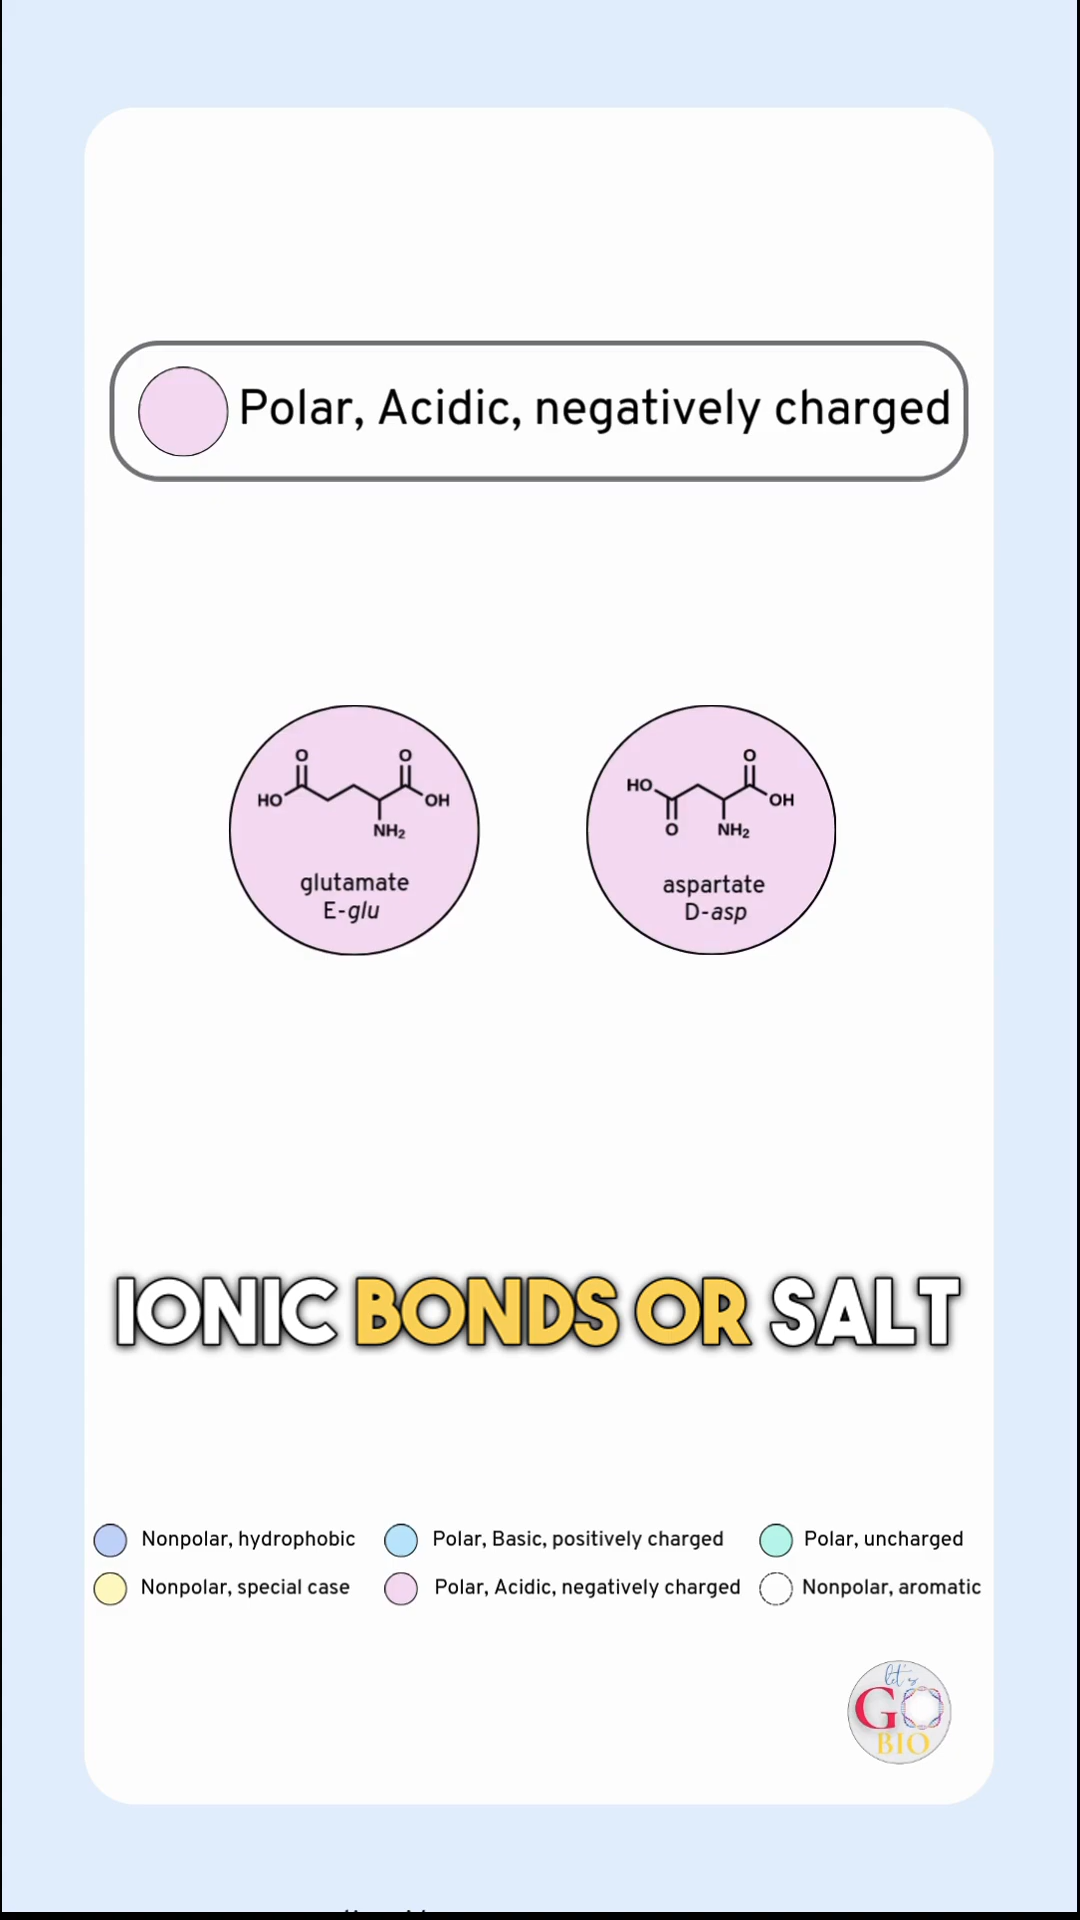 Polar, Acidic, negatively charged
O O
HO OH
NH₂
glutamate
E-glu
O
HO OH
O NH₂
aspartate
D-asp
IONIC BONDS OR SALT
Nonpolar, hydrophobic
Polar, Basic, positively charged
Polar, uncharged
Nonpolar, special case
Polar, Acidic, negatively charged
Nonpolar, aromatic
let's
GO
BIO